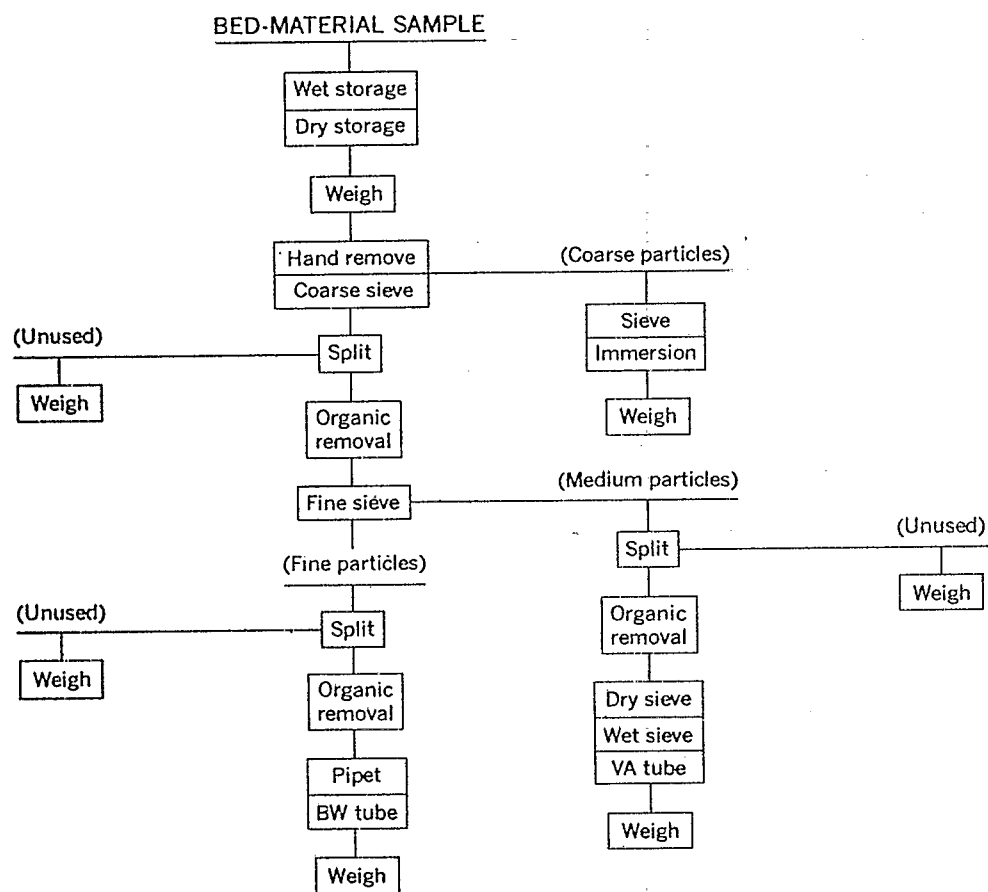 BED-MATERIAL SAMPLE
Wet storage
Dry storage
Weigh
Hand remove
Coarse sieve
(Coarse particles)
Sieve
Immersion
Weigh
(Unused)
Weigh
Split
Organic
removal
Fine sieve
(Medium particles)
Split
(Unused)
Weigh
Organic
removal
Dry sieve
Wet sieve
VA tube
Weigh
(Fine particles)
(Unused)
Weigh
Split
Organic
removal
Pipet
BW tube
Weigh